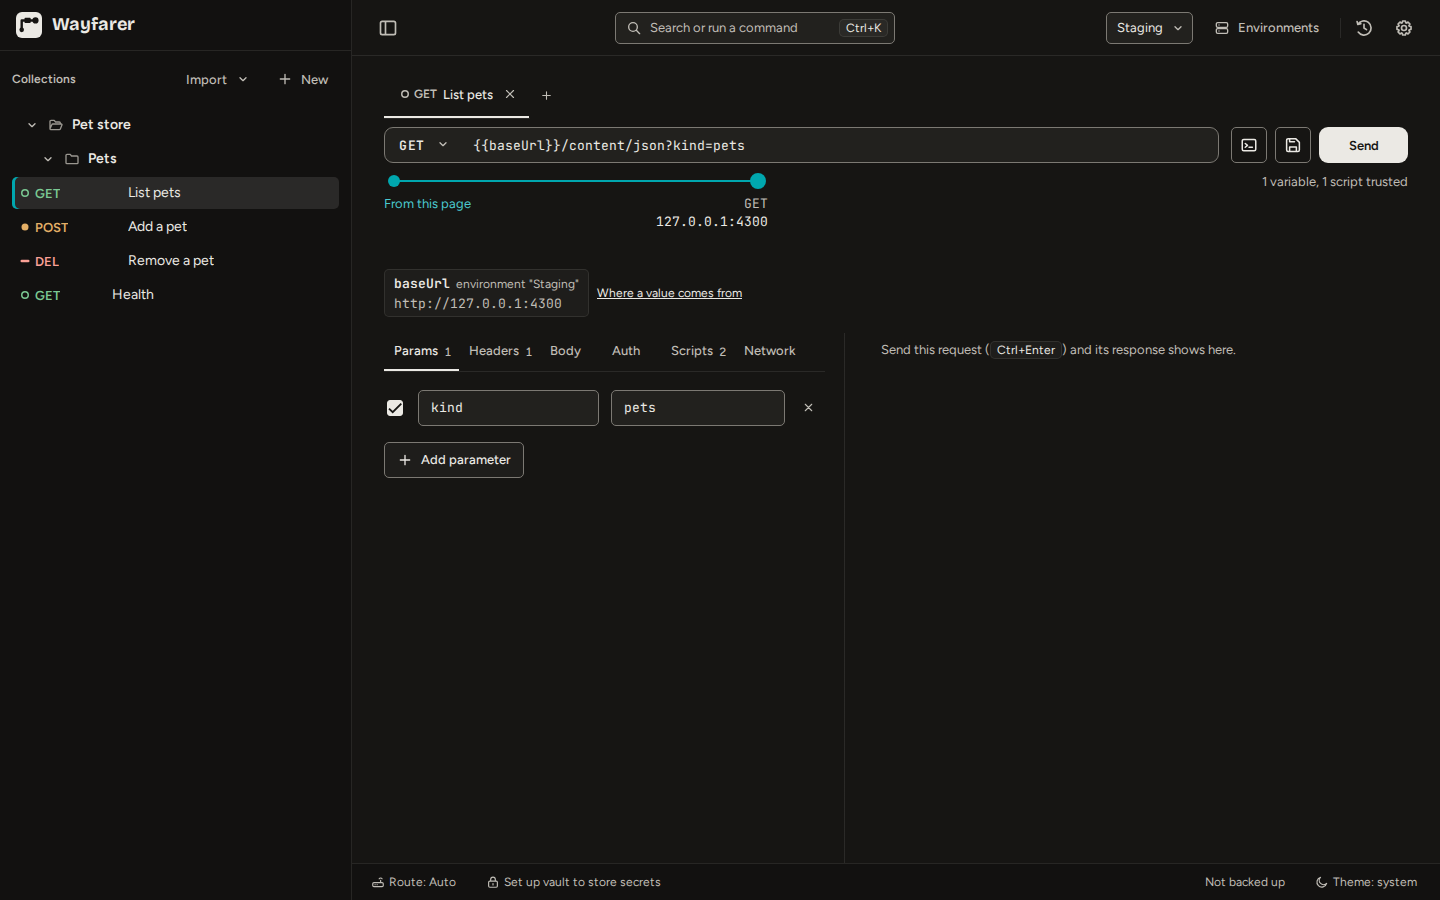 Wayfarer
Search or run a command Ctrl+K
Staging
Environments
Collections
Import
New
Pet store
Pets
GET List pets
POST Add a pet
DEL Remove a pet
GET Health
GET List pets
GET {{baseUrl}}/content/json?kind=pets
Send
1 variable, 1 script trusted
From this page
GET
127.0.0.1:4300
baseUrl environment "Staging"
http://127.0.0.1:4300
Where a value comes from
Params 1 Headers 1 Body Auth Scripts 2 Network
kind pets
Add parameter
Send this request (Ctrl+Enter) and its response shows here.
Route: Auto
Set up vault to store secrets
Not backed up
Theme: system